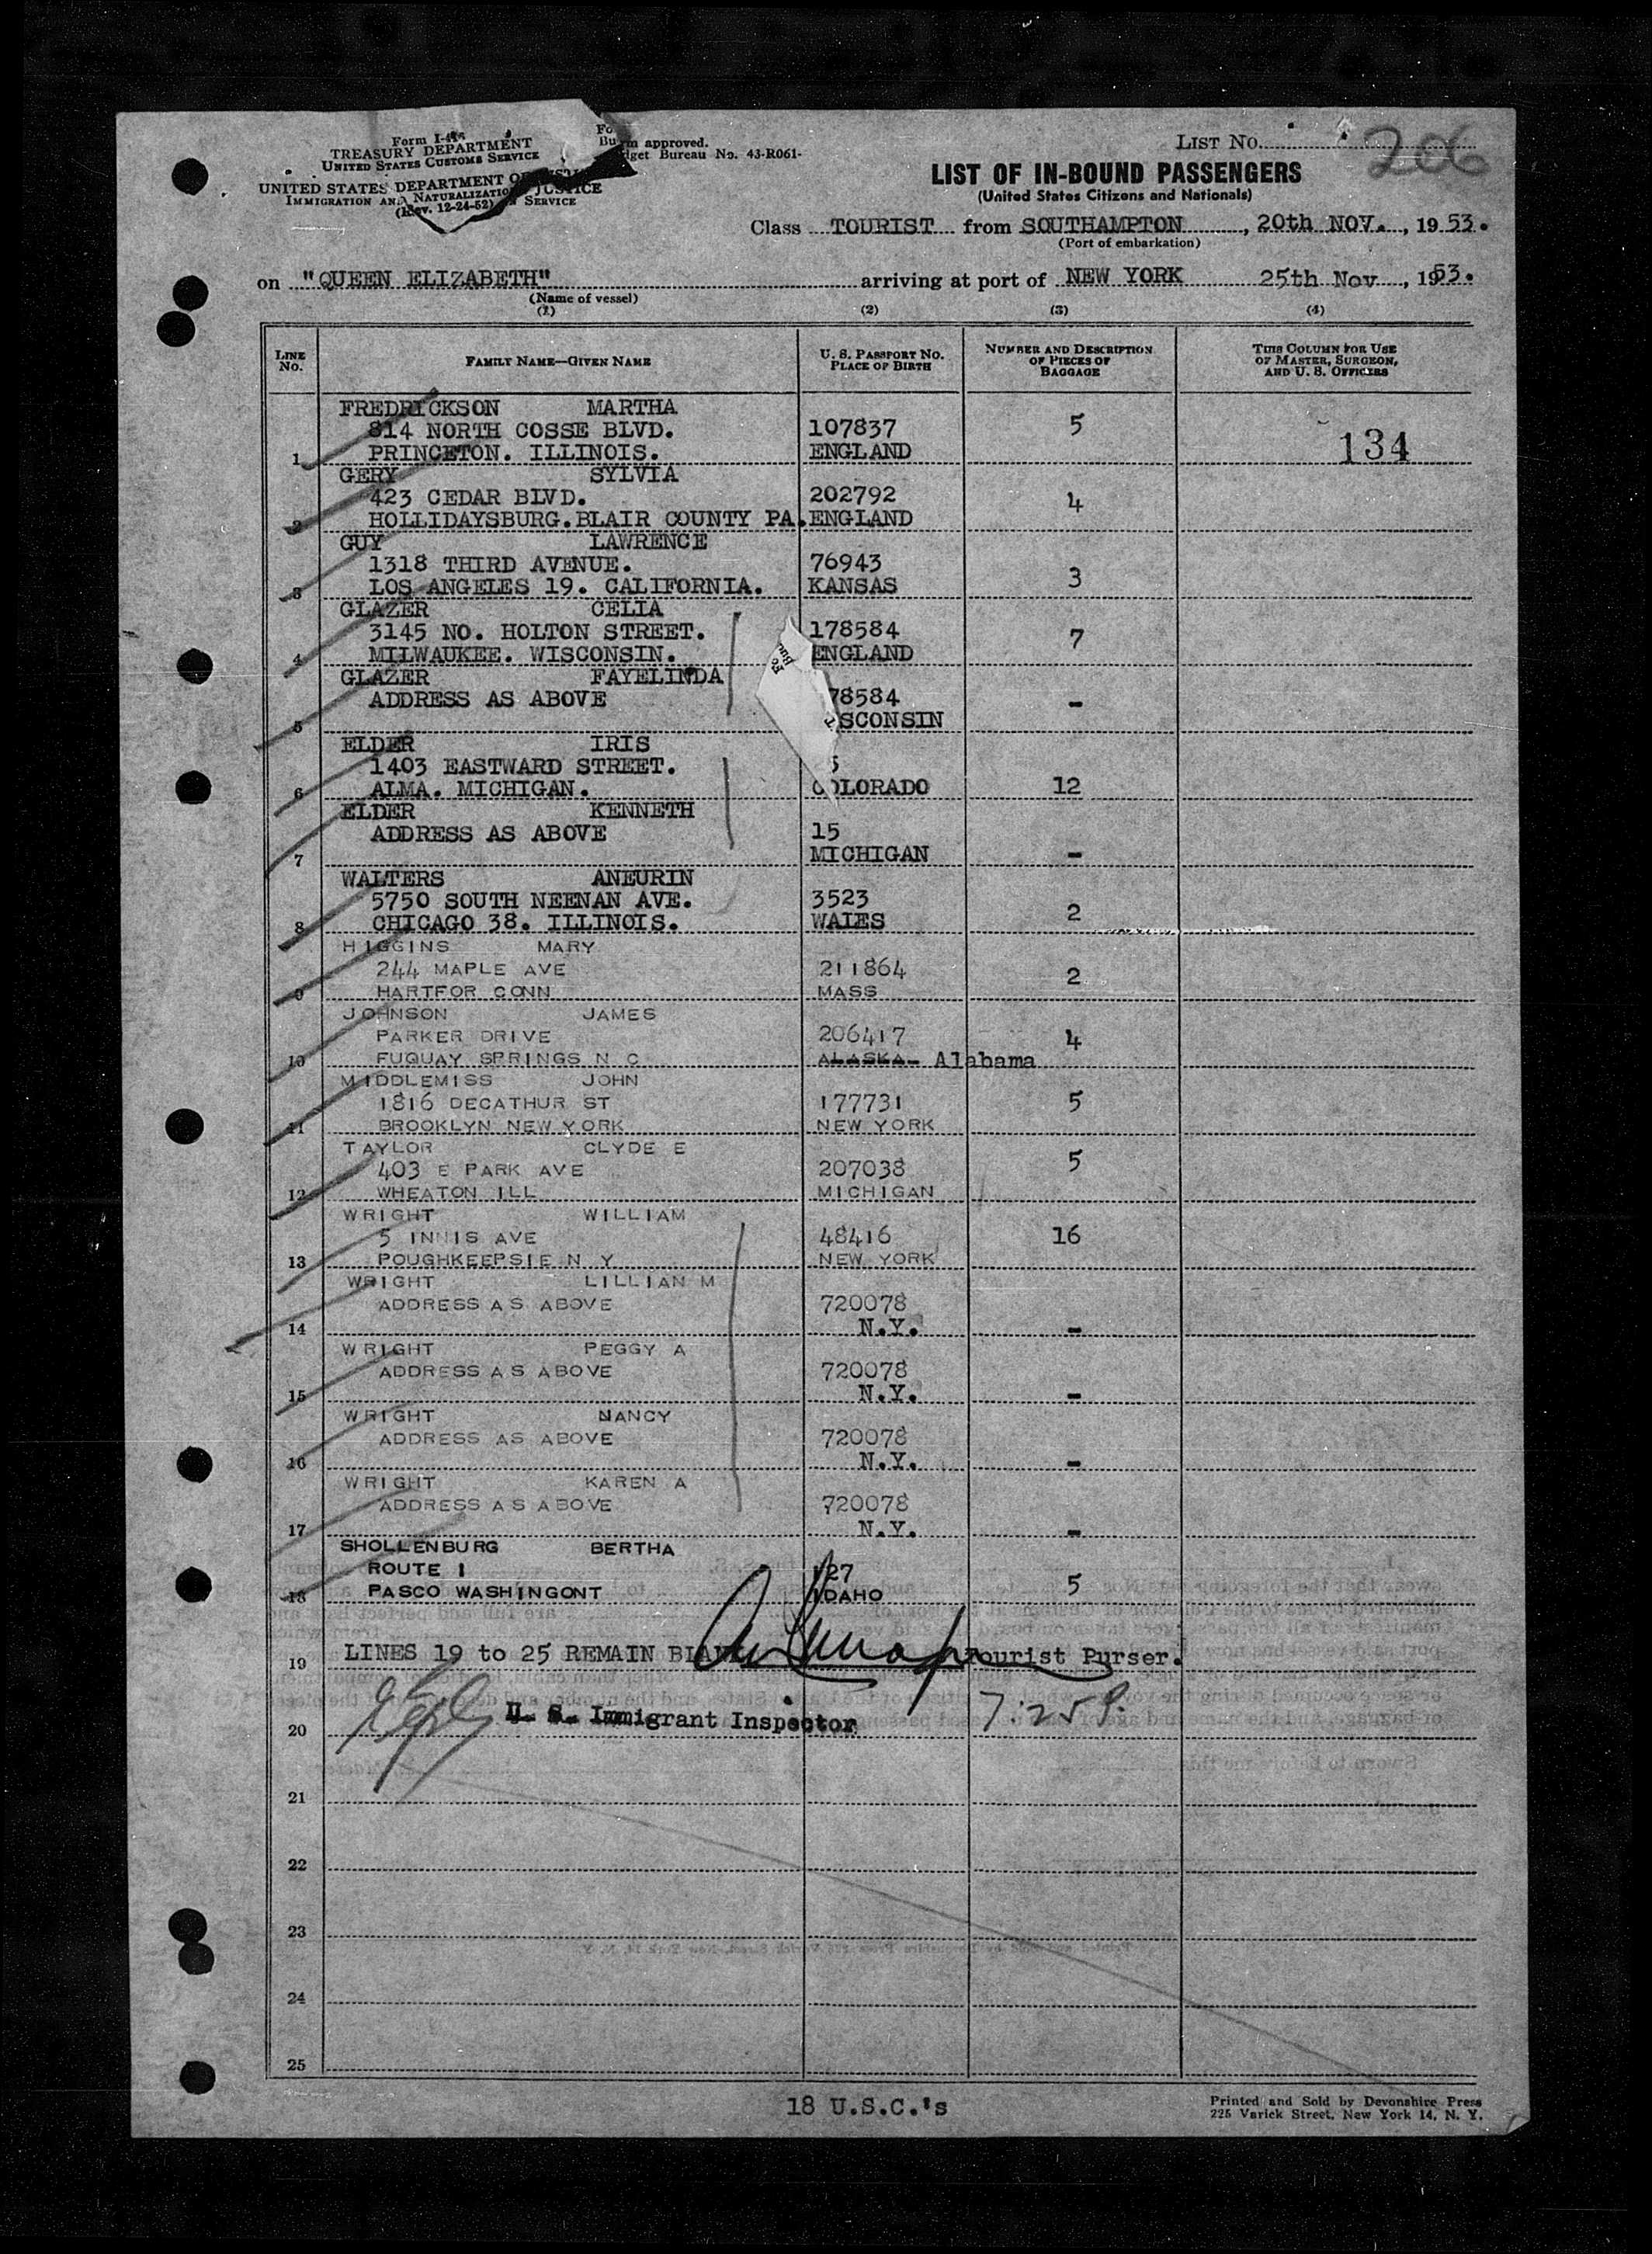 Form I-415
TREASURY DEPARTMENT
UNITED STATES CUSTOMS SERVICE
UNITED STATES DEPARTMENT OF JUSTICE
IMMIGRATION AND NATURALIZATION SERVICE
(Rev. 12-24-52)
Fo
Bu m approved.
dget Bureau No. 43-R061-
LIST No. 206
LIST OF IN-BOUND PASSENGERS
(United States Citizens and Nationals)
Class TOURIST from SOUTHAMPTON, 20th NOV., 1953.
(Port of embarkation)
on "QUEEN ELIZABETH" arriving at port of NEW YORK 25th Nov, 1953.
(Name of vessel)
(1) (2) (3) (4)
LINE No. FAMILY NAME—GIVEN NAME U. S. PASSPORT No. PLACE OF BIRTH NUMBER AND DESCRIPTION OF PIECES OF BAGGAGE THIS COLUMN FOR USE OF MASTER, SURGEON, AND U. S. OFFICERS
FREDRICKSON MARTHA
814 NORTH COSSE BLVD. 107837 5
1 PRINCETON. ILLINOIS. ENGLAND 134
GERY SYLVIA
423 CEDAR BLVD. 202792 4
2 HOLLIDAYSBURG.BLAIR COUNTY PA. ENGLAND
GUY LAWRENCE
1318 THIRD AVENUE. 76943
3 LOS ANGELES 19. CALIFORNIA. KANSAS 3
GLAZER CELIA
3145 NO. HOLTON STREET. 178584 7
4 MILWAUKEE. WISCONSIN. ENGLAND
GLAZER FAYELINDA
ADDRESS AS ABOVE 78584 -
5 SCONSIN
ELDER IRIS
1403 EASTWARD STREET. 5
6 ALMA. MICHIGAN. COLORADO 12
ELDER KENNETH
ADDRESS AS ABOVE 15
7 MICHIGAN -
WALTERS ANEURIN
5750 SOUTH NEENAN AVE. 3523
8 CHICAGO 38. ILLINOIS. WALES 2
HIGGINS MARY
244 MAPLE AVE 211864 2
9 HARTFOR CONN MASS
JOHNSON JAMES
PARKER DRIVE 206417 4
10 FUQUAY SPRINGS N C ALASKA- Alabama
MIDDLEMISS JOHN
1816 DECATHUR ST 177731 5
11 BROOKLYN NEW YORK NEW YORK
TAYLOR CLYDE E
403 E PARK AVE 207038 5
12 WHEATON ILL MICHIGAN
WRIGHT WILLIAM
5 INNIS AVE 48416 16
13 POUGHKEEPSIE N Y NEW YORK
WRIGHT LILLIAN M
ADDRESS AS ABOVE 720078
14 N.Y. -
WRIGHT PEGGY A
ADDRESS AS ABOVE 720078
15 N.Y. -
WRIGHT NANCY
ADDRESS AS ABOVE 720078
16 N.Y. -
WRIGHT KAREN A
ADDRESS AS ABOVE 720078
17 N.Y. -
SHOLLENBURG BERTHA
ROUTE 1 127
18 PASCO WASHINGONT IDAHO 5
19 LINES 19 to 25 REMAIN BLANK Tourist Purser.
20 U. S. Immigrant Inspector
21
22
23
24
25
18 U.S.C.'s
Printed and Sold by Devonshire Press
225 Varick Street, New York 14, N. Y.